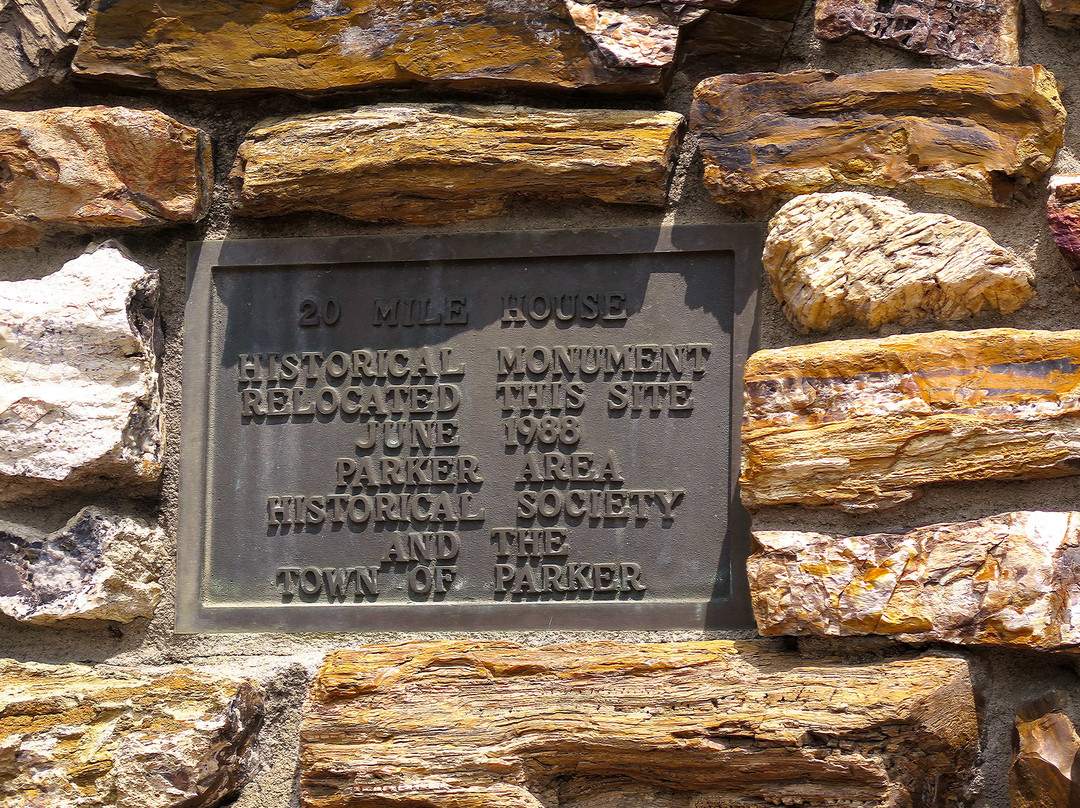 20 MILE HOUSE
HISTORICAL MONUMENT
RELOCATED THIS SITE
JUNE 1988
PARKER AREA
HISTORICAL SOCIETY
AND THE
TOWN OF PARKER